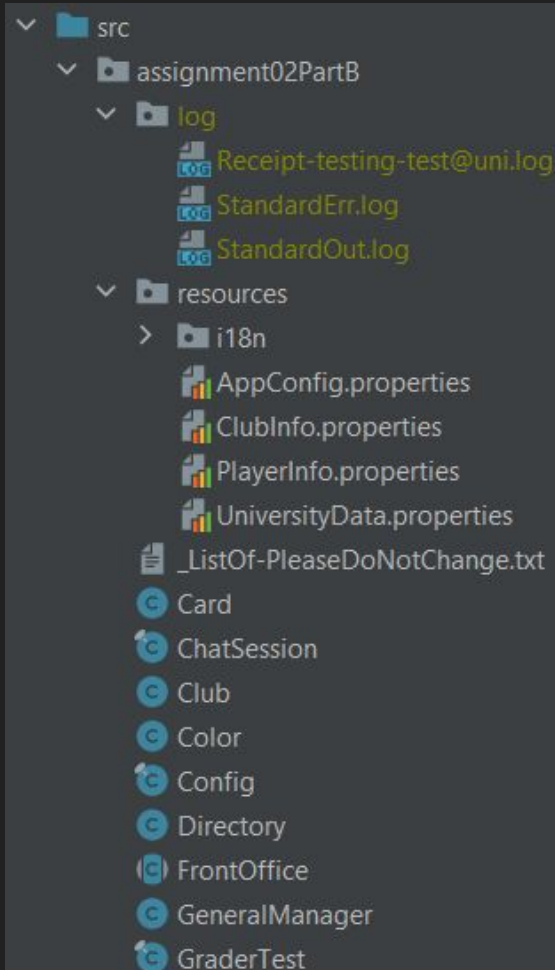 src
assignment02PartB
log
Receipt-testing-test@uni.log
StandardErr.log
StandardOut.log
resources
i18n
AppConfig.properties
ClubInfo.properties
PlayerInfo.properties
UniversityData.properties
_ListOf-PleaseDoNotChange.txt
Card
ChatSession
Club
Color
Config
Directory
FrontOffice
GeneralManager
GraderTest